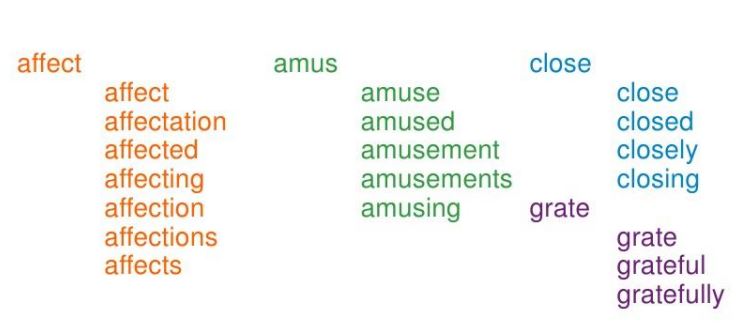 affect
affect
affectation
affected
affecting
affection
affections
affects
amus
amuse
amused
amusement
amusements
amusing
close
close
closed
closely
closing
grate
grate
grateful
gratefully